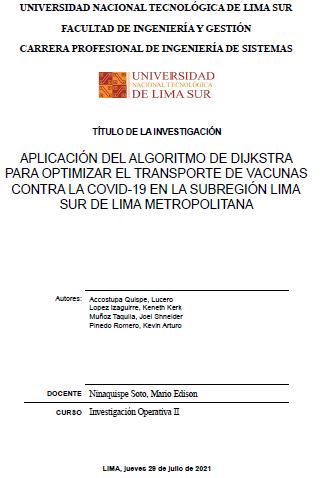 UNIVERSIDAD NACIONAL TECNOLÓGICA DE LIMA SUR
FACULTAD DE INGENIERÍA Y GESTIÓN
CARRERA PROFESIONAL DE INGENIERÍA DE SISTEMAS
UNIVERSIDAD
NACIONAL TECNOLÓGICA
DE LIMA SUR
TÍTULO DE LA INVESTIGACIÓN
APLICACIÓN DEL ALGORITMO DE DIJKSTRA
PARA OPTIMIZAR EL TRANSPORTE DE VACUNAS
CONTRA LA COVID-19 EN LA SUBREGIÓN LIMA
SUR DE LIMA METROPOLITANA
Autores: Accostupa Quispe, Lucero
Lopez Izaguirre, Keneth Kerk
Muñoz Taquila, Joel Shneider
Pinedo Romero, Kevin Arturo
DOCENTE Ninaquispe Soto, Mario Edison
CURSO Investigación Operativa II
LIMA, jueves 29 de julio de 2021